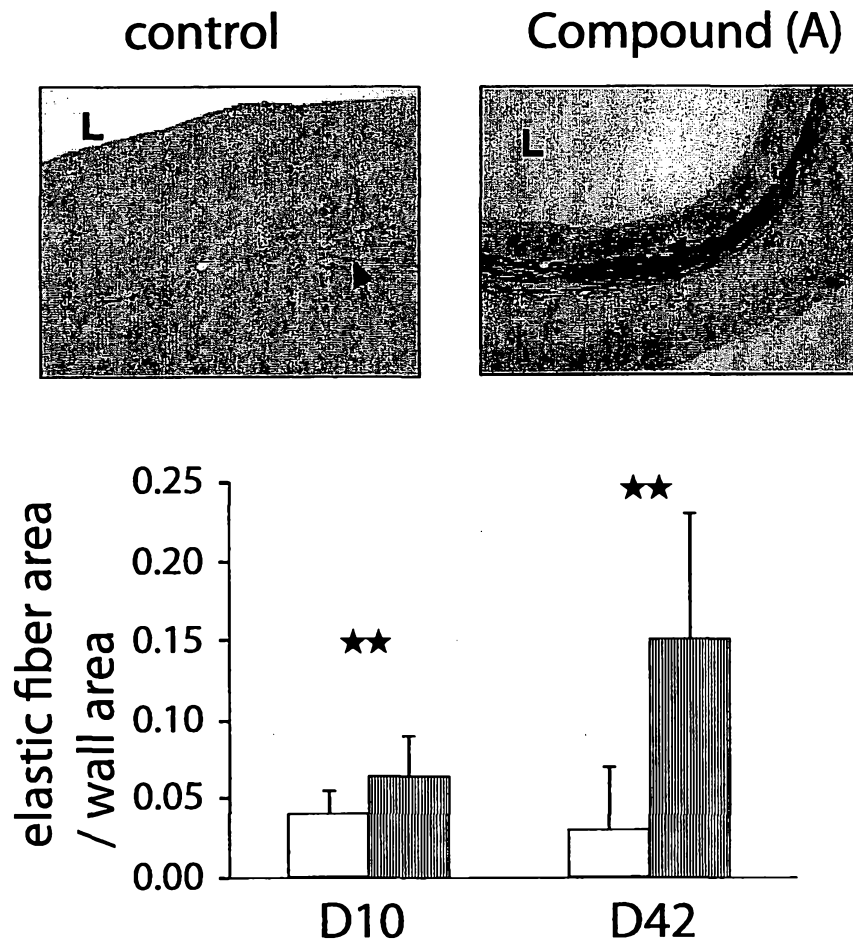 control
Compound (A)
L
L
elastic fiber area
/ wall area
0.25
0.20
0.15
0.10
0.05
0.00
★★
★★
D10
D42